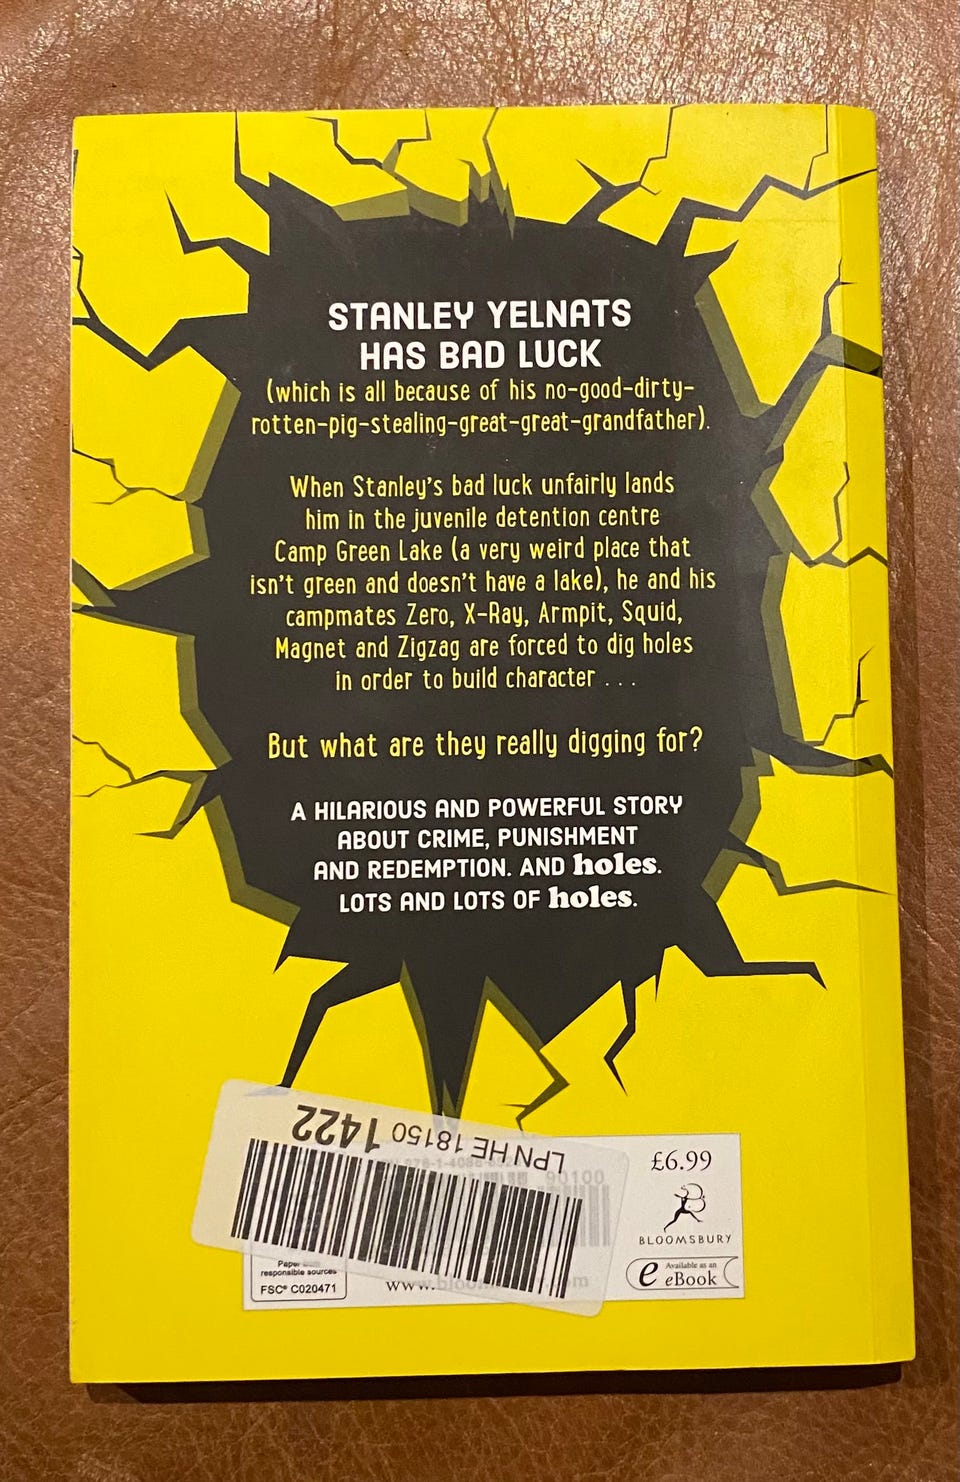 STANLEY YELNATS
HAS BAD LUCK
(which is all because of his no-good-dirty-
rotten-pig-stealing-great-great-grandfather).
When Stanley's bad luck unfairly lands
him in the juvenile detention centre
Camp Green Lake (a very weird place that
isn't green and doesn't have a lake), he and his
campmates Zero, X-Ray, Armpit, Squid,
Magnet and Zigzag are forced to dig holes
in order to build character . . .
But what are they really digging for?
A HILARIOUS AND POWERFUL STORY
ABOUT CRIME, PUNISHMENT
AND REDEMPTION. AND holes.
LOTS AND LOTS OF holes.
LPN HE 18150 1422
90100
£6.99
BLOOMSBURY
Available as an
e eBook
Paper
responsible sources
FSC® C020471
www.